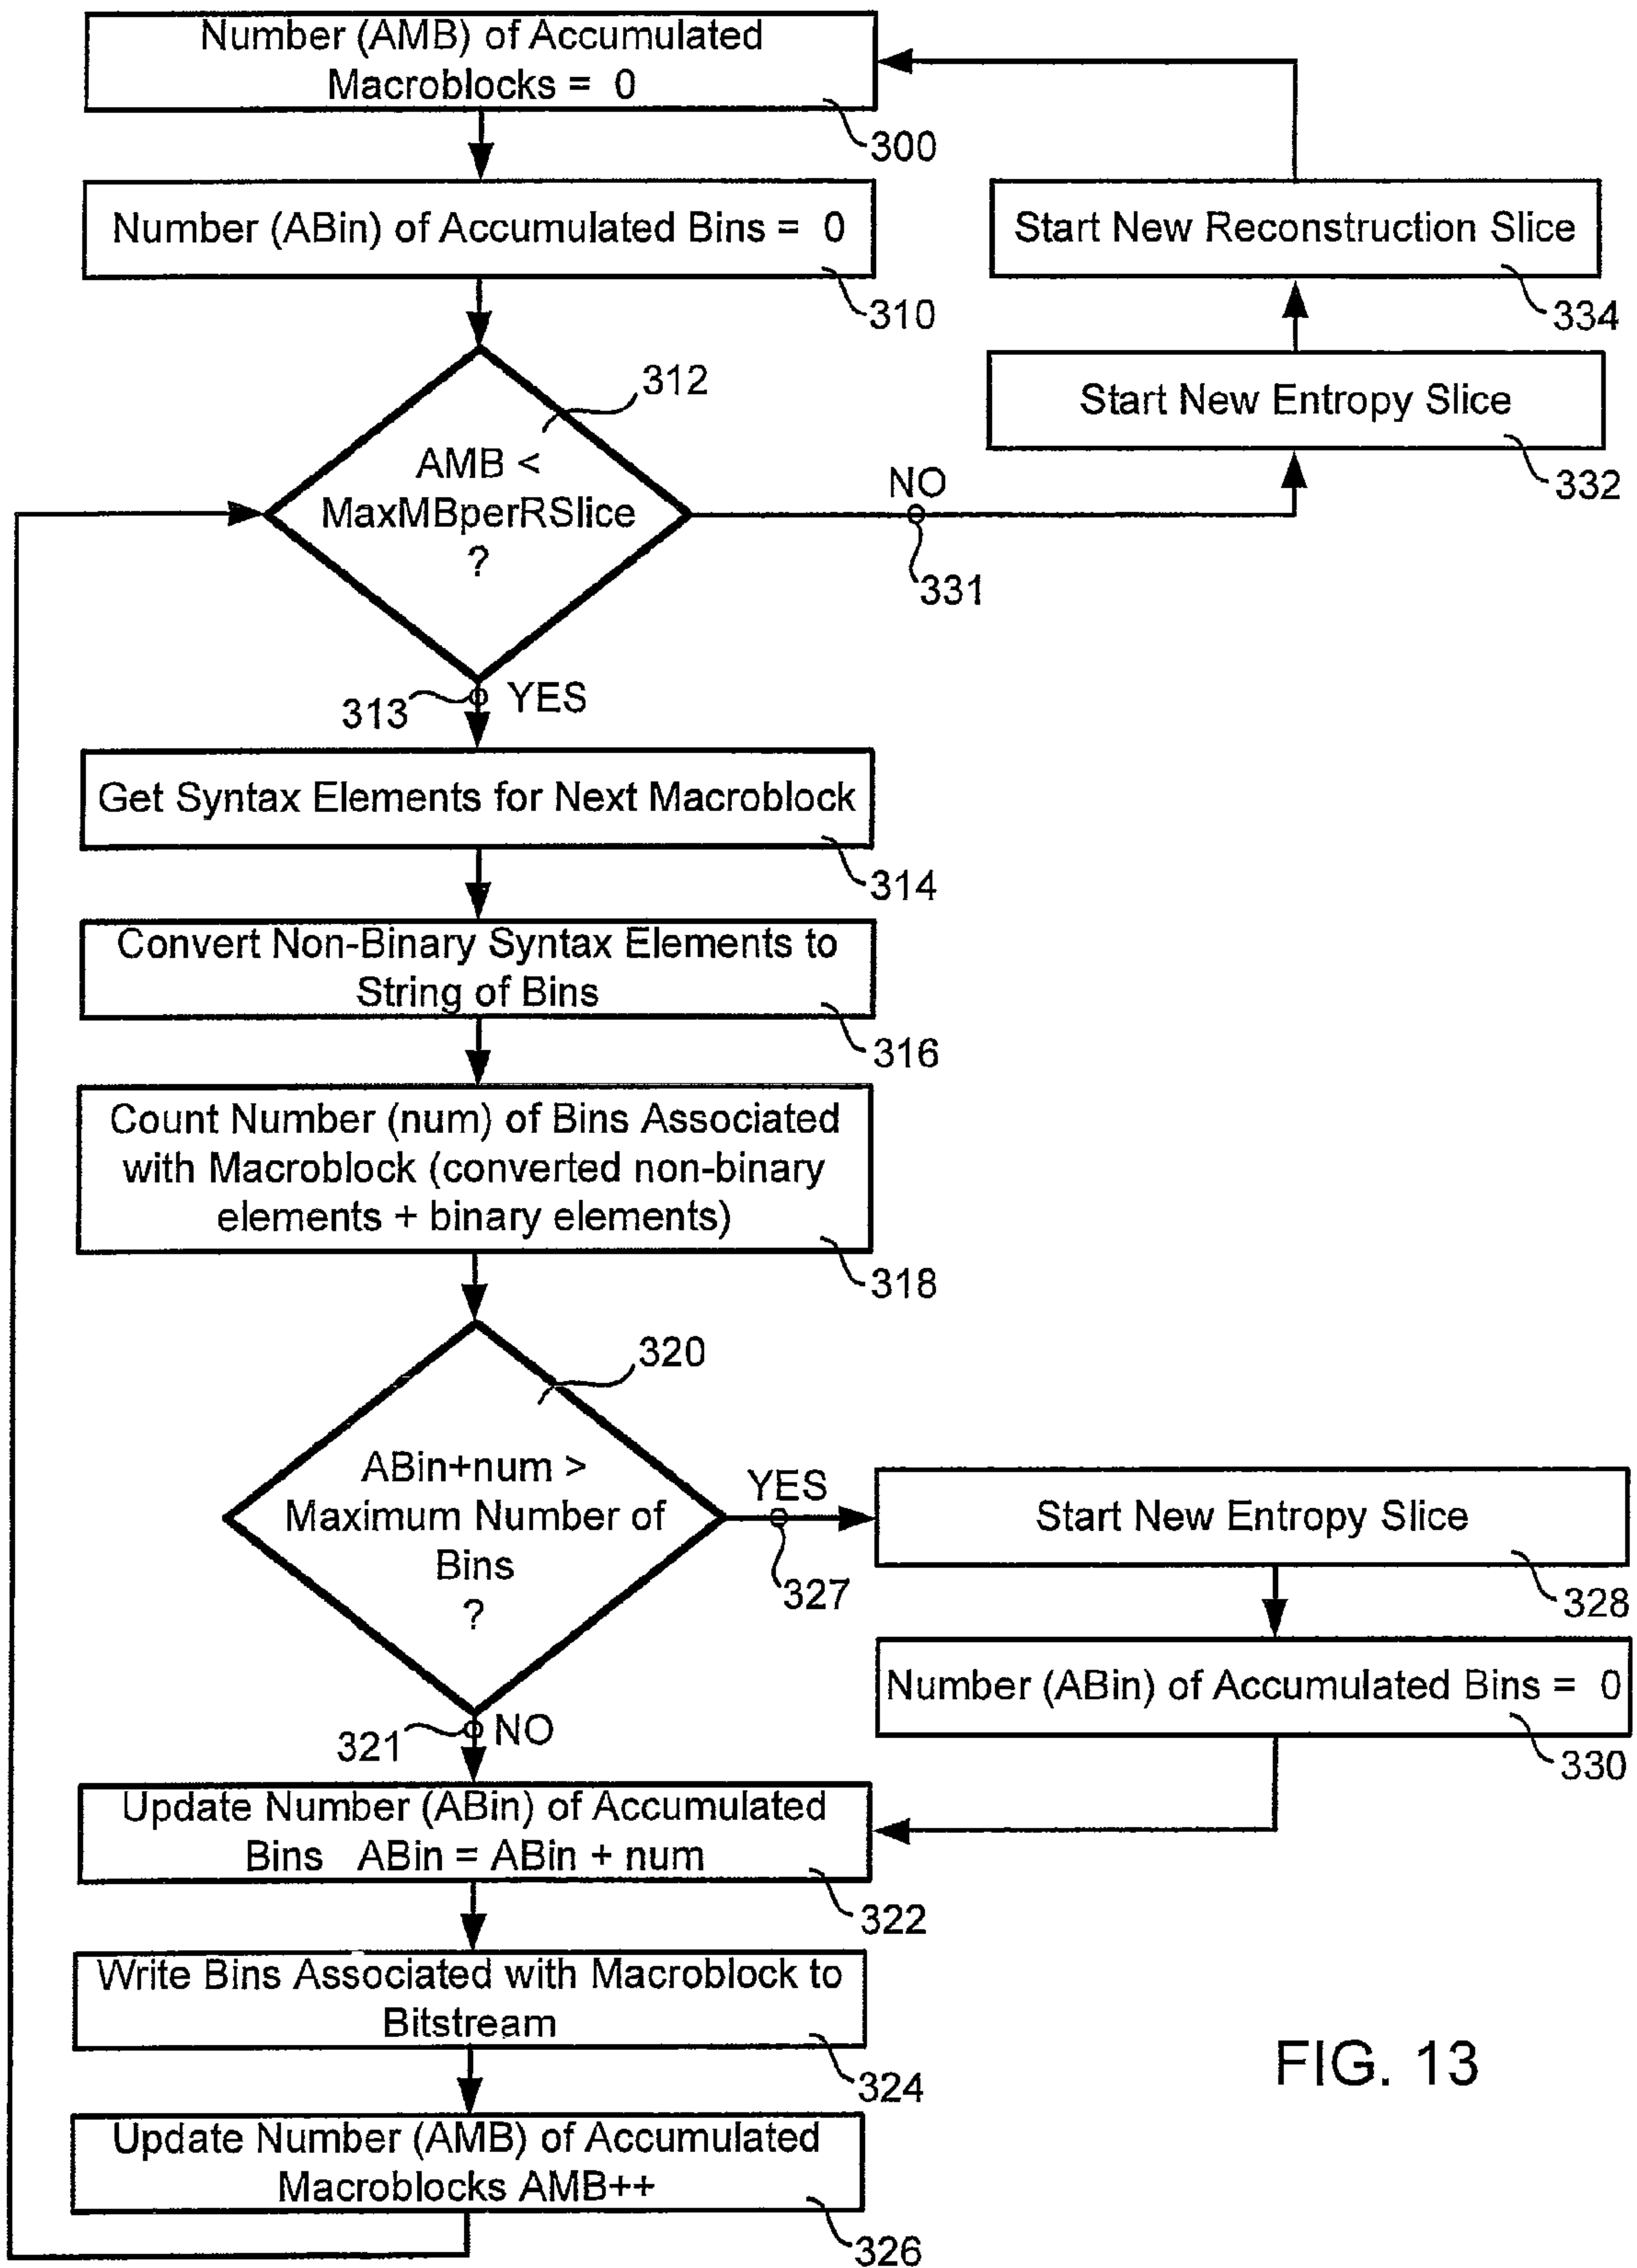 Number (AMB) of Accumulated
Macroblocks = 0
300
Number (ABin) of Accumulated Bins = 0
310
Start New Reconstruction Slice
334
Start New Entropy Slice
332
312
AMB <
MaxMBperRSlice
?
NO
331
313
YES
Get Syntax Elements for Next Macroblock
314
Convert Non-Binary Syntax Elements to
String of Bins
316
Count Number (num) of Bins Associated
with Macroblock (converted non-binary
elements + binary elements)
318
320
ABin+num >
Maximum Number of
Bins
?
YES
327
Start New Entropy Slice
328
Number (ABin) of Accumulated Bins = 0
330
321
NO
Update Number (ABin) of Accumulated
Bins ABin = ABin + num
322
Write Bins Associated with Macroblock to
Bitstream
324
Update Number (AMB) of Accumulated
Macroblocks AMB++
326
FIG. 13